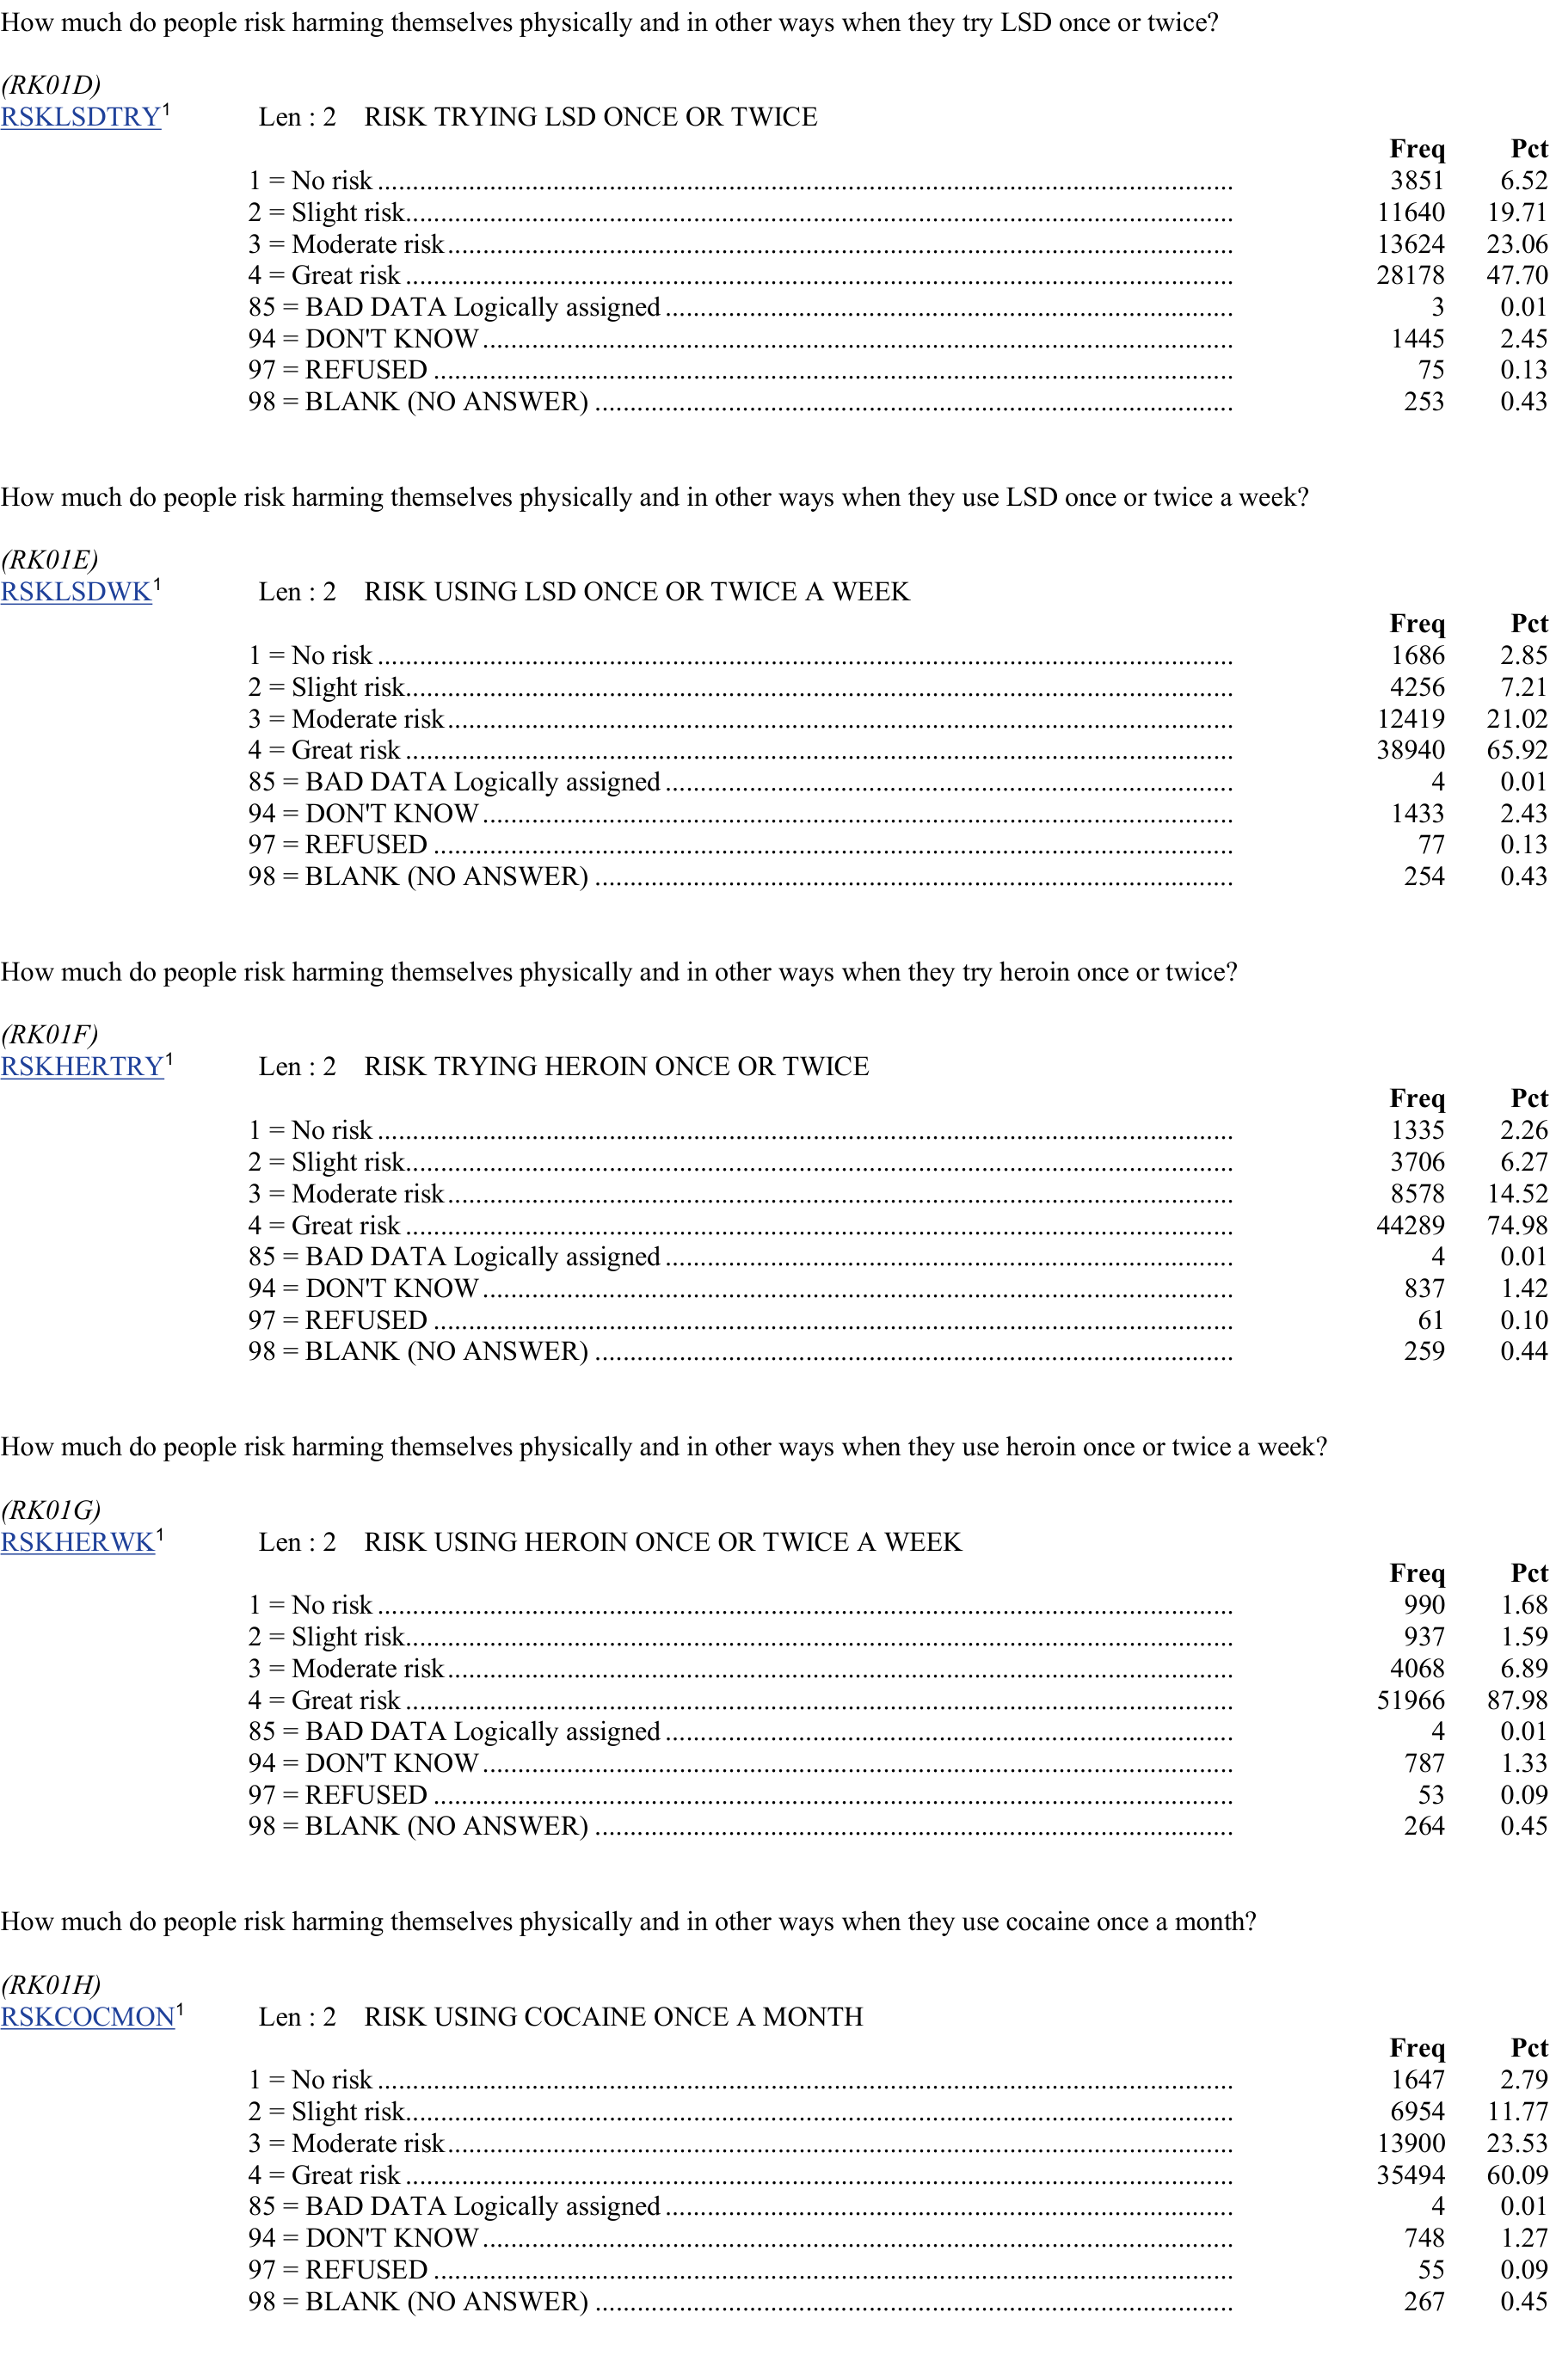 How much do people risk harming themselves physically and in other ways when they try LSD once or twice?
(RK01D)
RSKLSDTRY¹ Len : 2 RISK TRYING LSD ONCE OR TWICE
Freq Pct
1 = No risk 3851 6.52
2 = Slight risk 11640 19.71
3 = Moderate risk 13624 23.06
4 = Great risk 28178 47.70
85 = BAD DATA Logically assigned 3 0.01
94 = DON'T KNOW 1445 2.45
97 = REFUSED 75 0.13
98 = BLANK (NO ANSWER) 253 0.43
How much do people risk harming themselves physically and in other ways when they use LSD once or twice a week?
(RK01E)
RSKLSDWK¹ Len : 2 RISK USING LSD ONCE OR TWICE A WEEK
Freq Pct
1 = No risk 1686 2.85
2 = Slight risk 4256 7.21
3 = Moderate risk 12419 21.02
4 = Great risk 38940 65.92
85 = BAD DATA Logically assigned 4 0.01
94 = DON'T KNOW 1433 2.43
97 = REFUSED 77 0.13
98 = BLANK (NO ANSWER) 254 0.43
How much do people risk harming themselves physically and in other ways when they try heroin once or twice?
(RK01F)
RSKHERTRY¹ Len : 2 RISK TRYING HEROIN ONCE OR TWICE
Freq Pct
1 = No risk 1335 2.26
2 = Slight risk 3706 6.27
3 = Moderate risk 8578 14.52
4 = Great risk 44289 74.98
85 = BAD DATA Logically assigned 4 0.01
94 = DON'T KNOW 837 1.42
97 = REFUSED 61 0.10
98 = BLANK (NO ANSWER) 259 0.44
How much do people risk harming themselves physically and in other ways when they use heroin once or twice a week?
(RK01G)
RSKHERWK¹ Len : 2 RISK USING HEROIN ONCE OR TWICE A WEEK
Freq Pct
1 = No risk 990 1.68
2 = Slight risk 937 1.59
3 = Moderate risk 4068 6.89
4 = Great risk 51966 87.98
85 = BAD DATA Logically assigned 4 0.01
94 = DON'T KNOW 787 1.33
97 = REFUSED 53 0.09
98 = BLANK (NO ANSWER) 264 0.45
How much do people risk harming themselves physically and in other ways when they use cocaine once a month?
(RK01H)
RSKCOCMON¹ Len : 2 RISK USING COCAINE ONCE A MONTH
Freq Pct
1 = No risk 1647 2.79
2 = Slight risk 6954 11.77
3 = Moderate risk 13900 23.53
4 = Great risk 35494 60.09
85 = BAD DATA Logically assigned 4 0.01
94 = DON'T KNOW 748 1.27
97 = REFUSED 55 0.09
98 = BLANK (NO ANSWER) 267 0.45